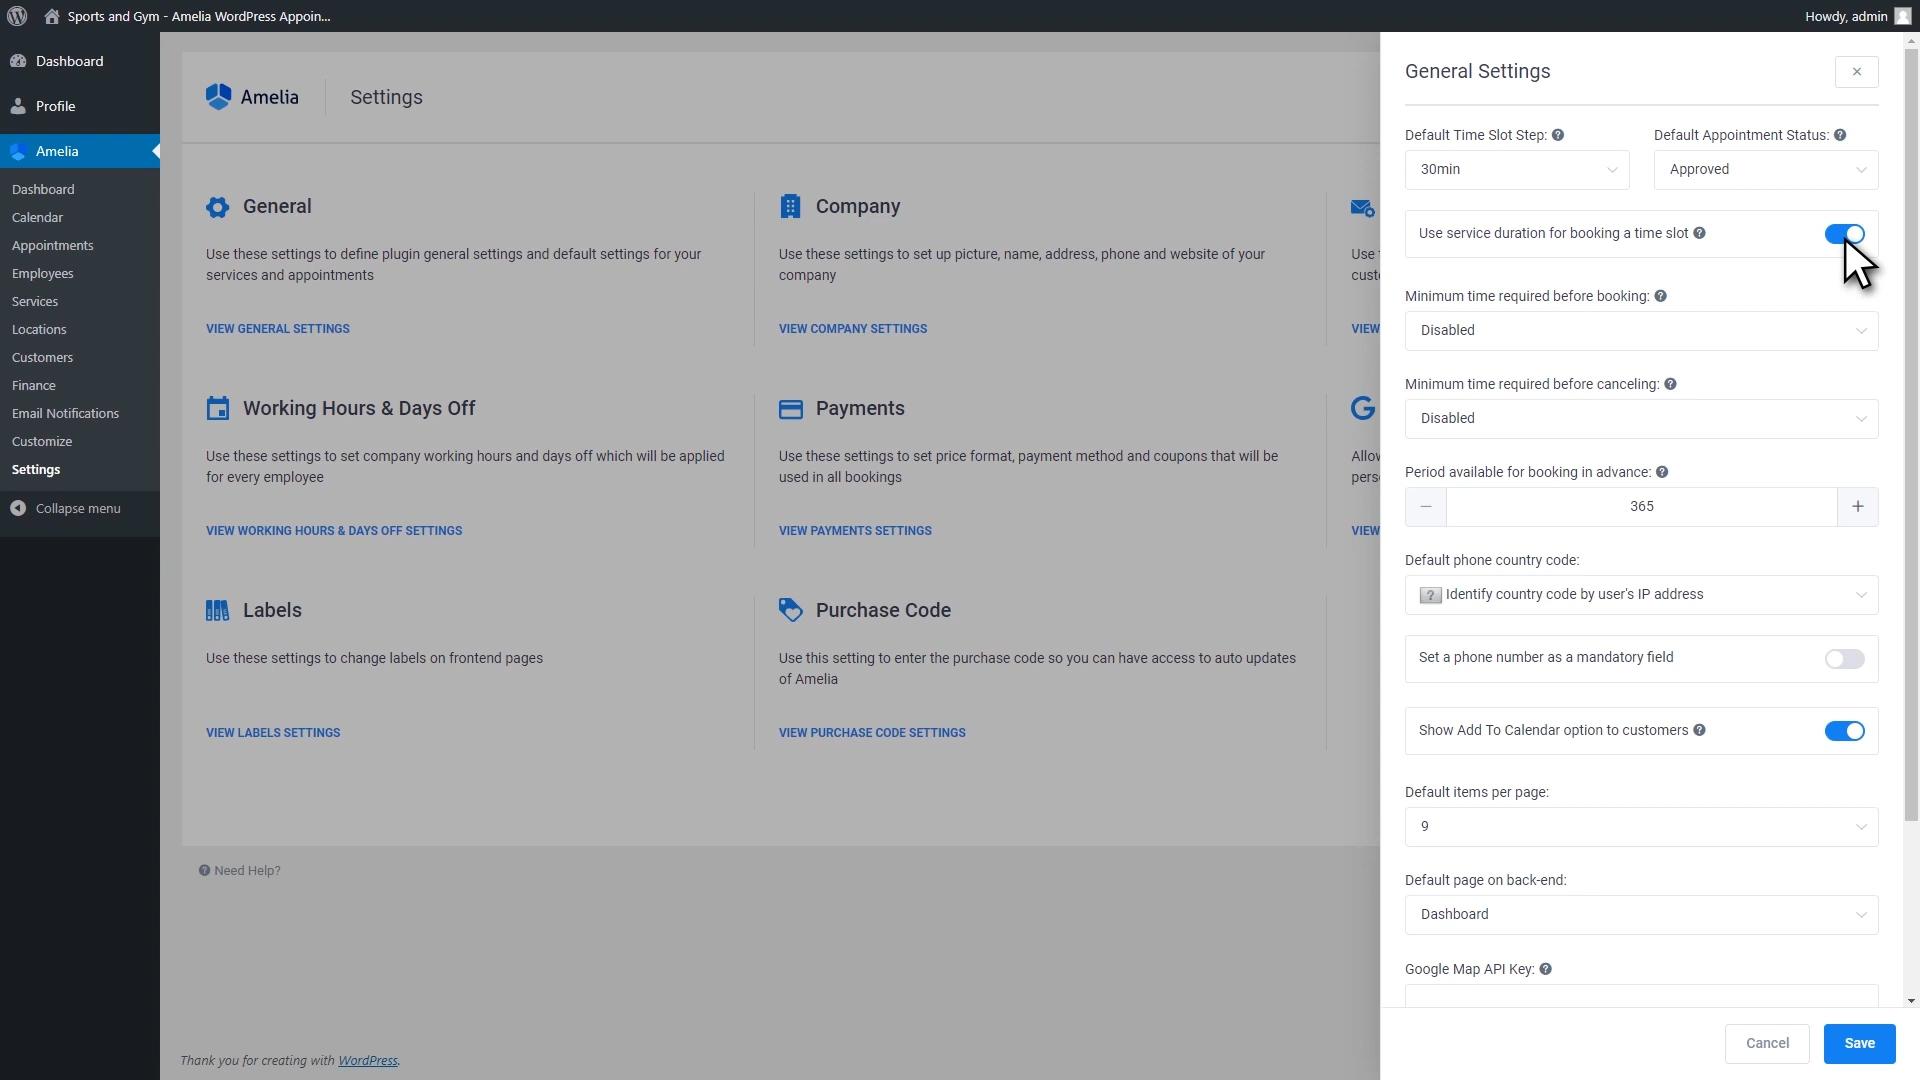 Sports and Gym - Amelia WordPress Appoin...
Howdy, admin
Dashboard
Profile
Amelia
Dashboard
Calendar
Appointments
Employees
Services
Locations
Customers
Finance
Email Notifications
Customize
Settings
Collapse menu
Amelia
Settings
General
Use these settings to define plugin general settings and default settings for your
services and appointments
VIEW GENERAL SETTINGS
Company
Use these settings to set up picture, name, address, phone and website of your
company
VIEW COMPANY SETTINGS
Use
VIEW
Working Hours & Days Off
Use these settings to set company working hours and days off which will be applied
for every employee
VIEW WORKING HOURS & DAYS OFF SETTINGS
Payments
Use these settings to set price format, payment method and coupons that will be
used in all bookings
VIEW PAYMENTS SETTINGS
VIEW
Labels
Use these settings to change labels on frontend pages
VIEW LABELS SETTINGS
Purchase Code
Use this setting to enter the purchase code so you can have access to auto updates
of Amelia
VIEW PURCHASE CODE SETTINGS
Need Help?
Thank you for creating with WordPress.
General Settings
Default Time Slot Step:
30min
Default Appointment Status:
Approved
Use service duration for booking a time slot
Minimum time required before booking:
Disabled
Minimum time required before canceling:
Disabled
Period available for booking in advance:
365
Default phone country code:
Identify country code by user's IP address
Set a phone number as a mandatory field
Show Add To Calendar option to customers
Default items per page:
9
Default page on back-end:
Dashboard
Google Map API Key:
Cancel
Save